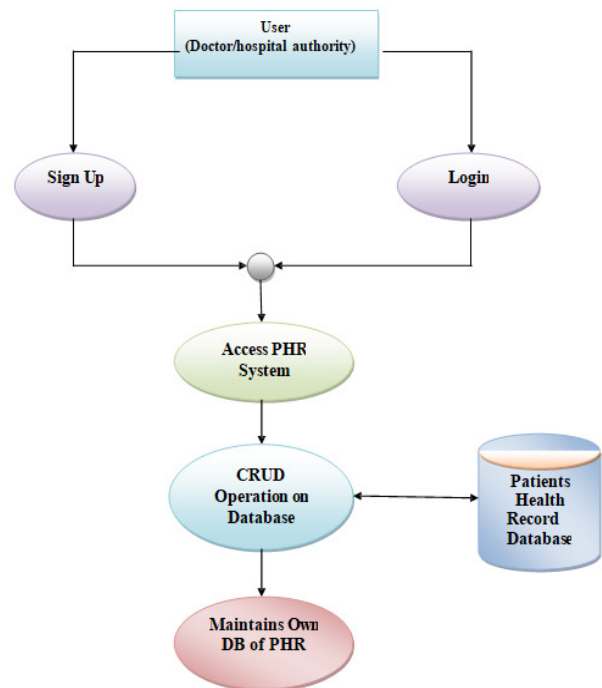 User
(Doctor/hospital authority)
Sign Up
Login
Access PHR
System
CRUD
Operation on
Database
Patients
Health
Record
Database
Maintains Own
DB of PHR